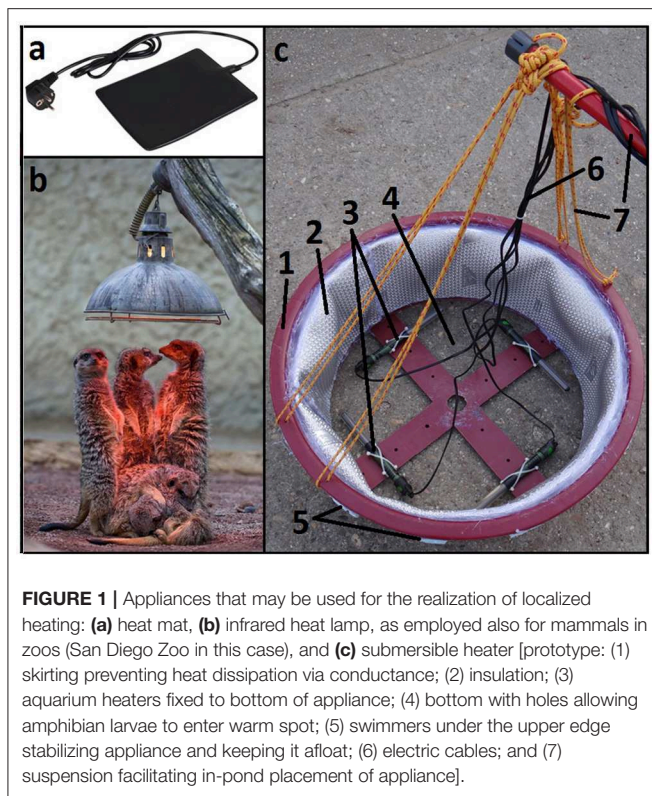 a
b
c
1
2
3
4
5
6
7
FIGURE 1 | Appliances that may be used for the realization of localized
heating: (a) heat mat, (b) infrared heat lamp, as employed also for mammals in
zoos (San Diego Zoo in this case), and (c) submersible heater [prototype: (1)
skirting preventing heat dissipation via conductance; (2) insulation; (3)
aquarium heaters fixed to bottom of appliance; (4) bottom with holes allowing
amphibian larvae to enter warm spot; (5) swimmers under the upper edge
stabilizing appliance and keeping it afloat; (6) electric cables; and (7)
suspension facilitating in-pond placement of appliance].